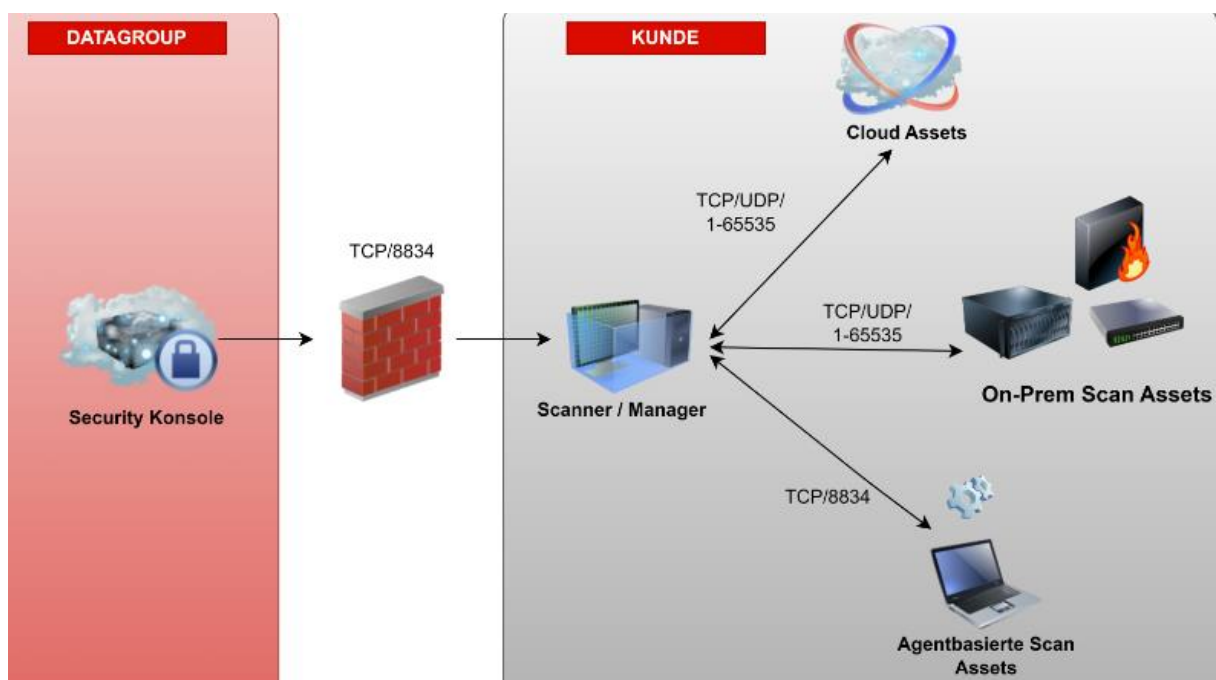 DATAGROUP
KUNDE
Cloud Assets
TCP/UDP/
1-65535
TCP/8834
TCP/UDP/
1-65535
Security Konsole
Scanner / Manager
On-Prem Scan Assets
TCP/8834
Agentbasierte Scan
Assets